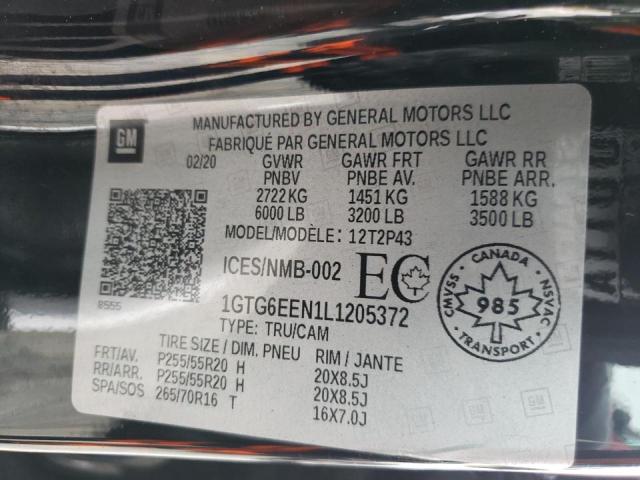 GM
MANUFACTURED BY GENERAL MOTORS LLC
FABRIQUÉ PAR GENERAL MOTORS LLC
02/20 GVWR GAWR FRT GAWR RR
PNBV PNBE AV. PNBE ARR.
2722 KG 1451 KG 1588 KG
6000 LB 3200 LB 3500 LB
MODEL/MODÈLE: 12T2P43
ICES/NMB-002 EC
8555
1GTG6EEN1L1205372
TYPE: TRU/CAM
CANADA
CMVSS 985 NSVAC
TRANSPORT
TIRE SIZE / DIM. PNEU RIM / JANTE
FRT/AV. P255/55R20 H 20X8.5J
RR/ARR. P255/55R20 H 20X8.5J
SPA/SOS 265/70R16 T 16X7.0J